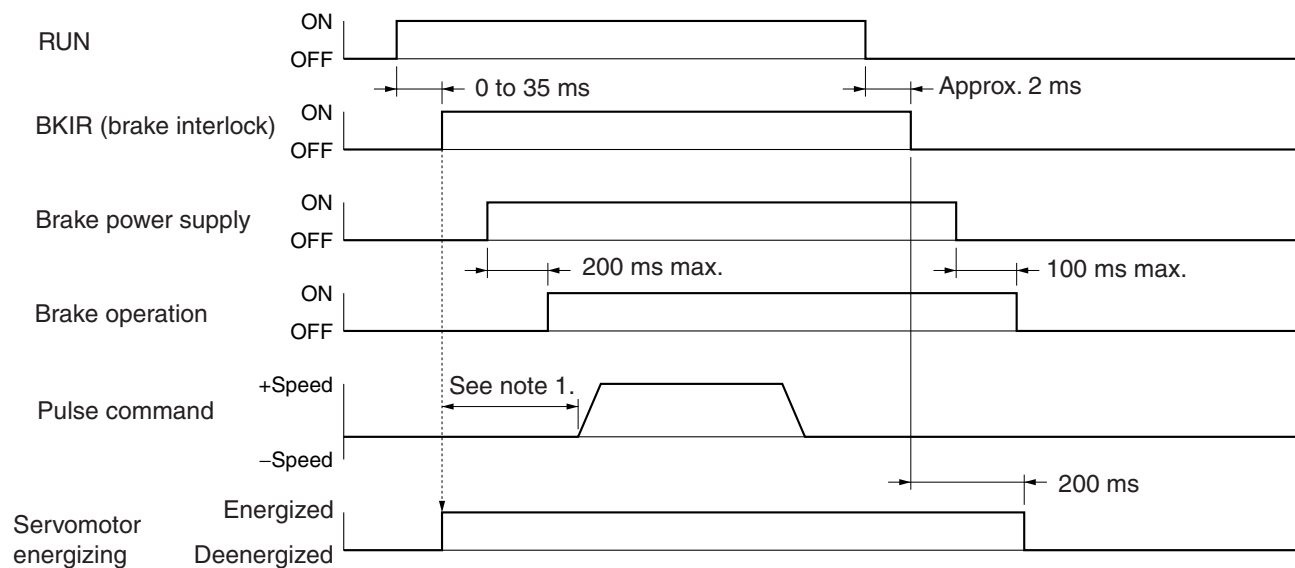 RUN
ON
OFF
0 to 35 ms
Approx. 2 ms
BKIR (brake interlock)
ON
OFF
Brake power supply
ON
OFF
200 ms max.
100 ms max.
Brake operation
ON
OFF
Pulse command
+Speed
See note 1.
−Speed
200 ms
Servomotor
energizing
Energized
Deenergized